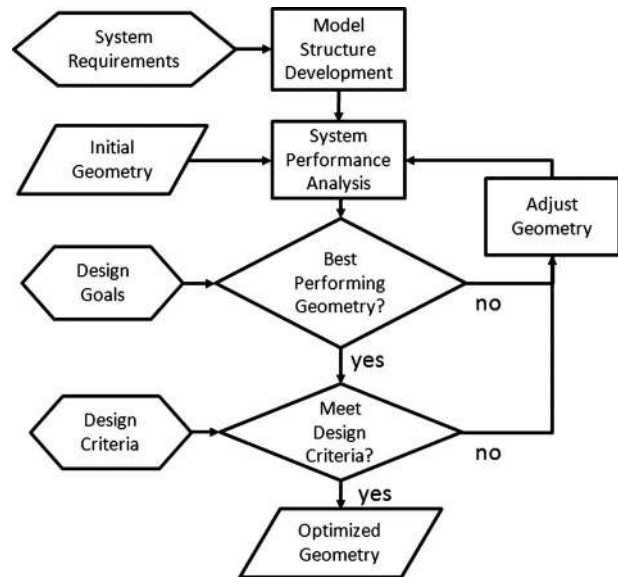 System
Requirements
Model
Structure
Development
Initial
Geometry
System
Performance
Analysis
Adjust
Geometry
Design
Goals
Best
Performing
Geometry?
no
yes
Design
Criteria
Meet
Design
Criteria?
no
yes
Optimized
Geometry